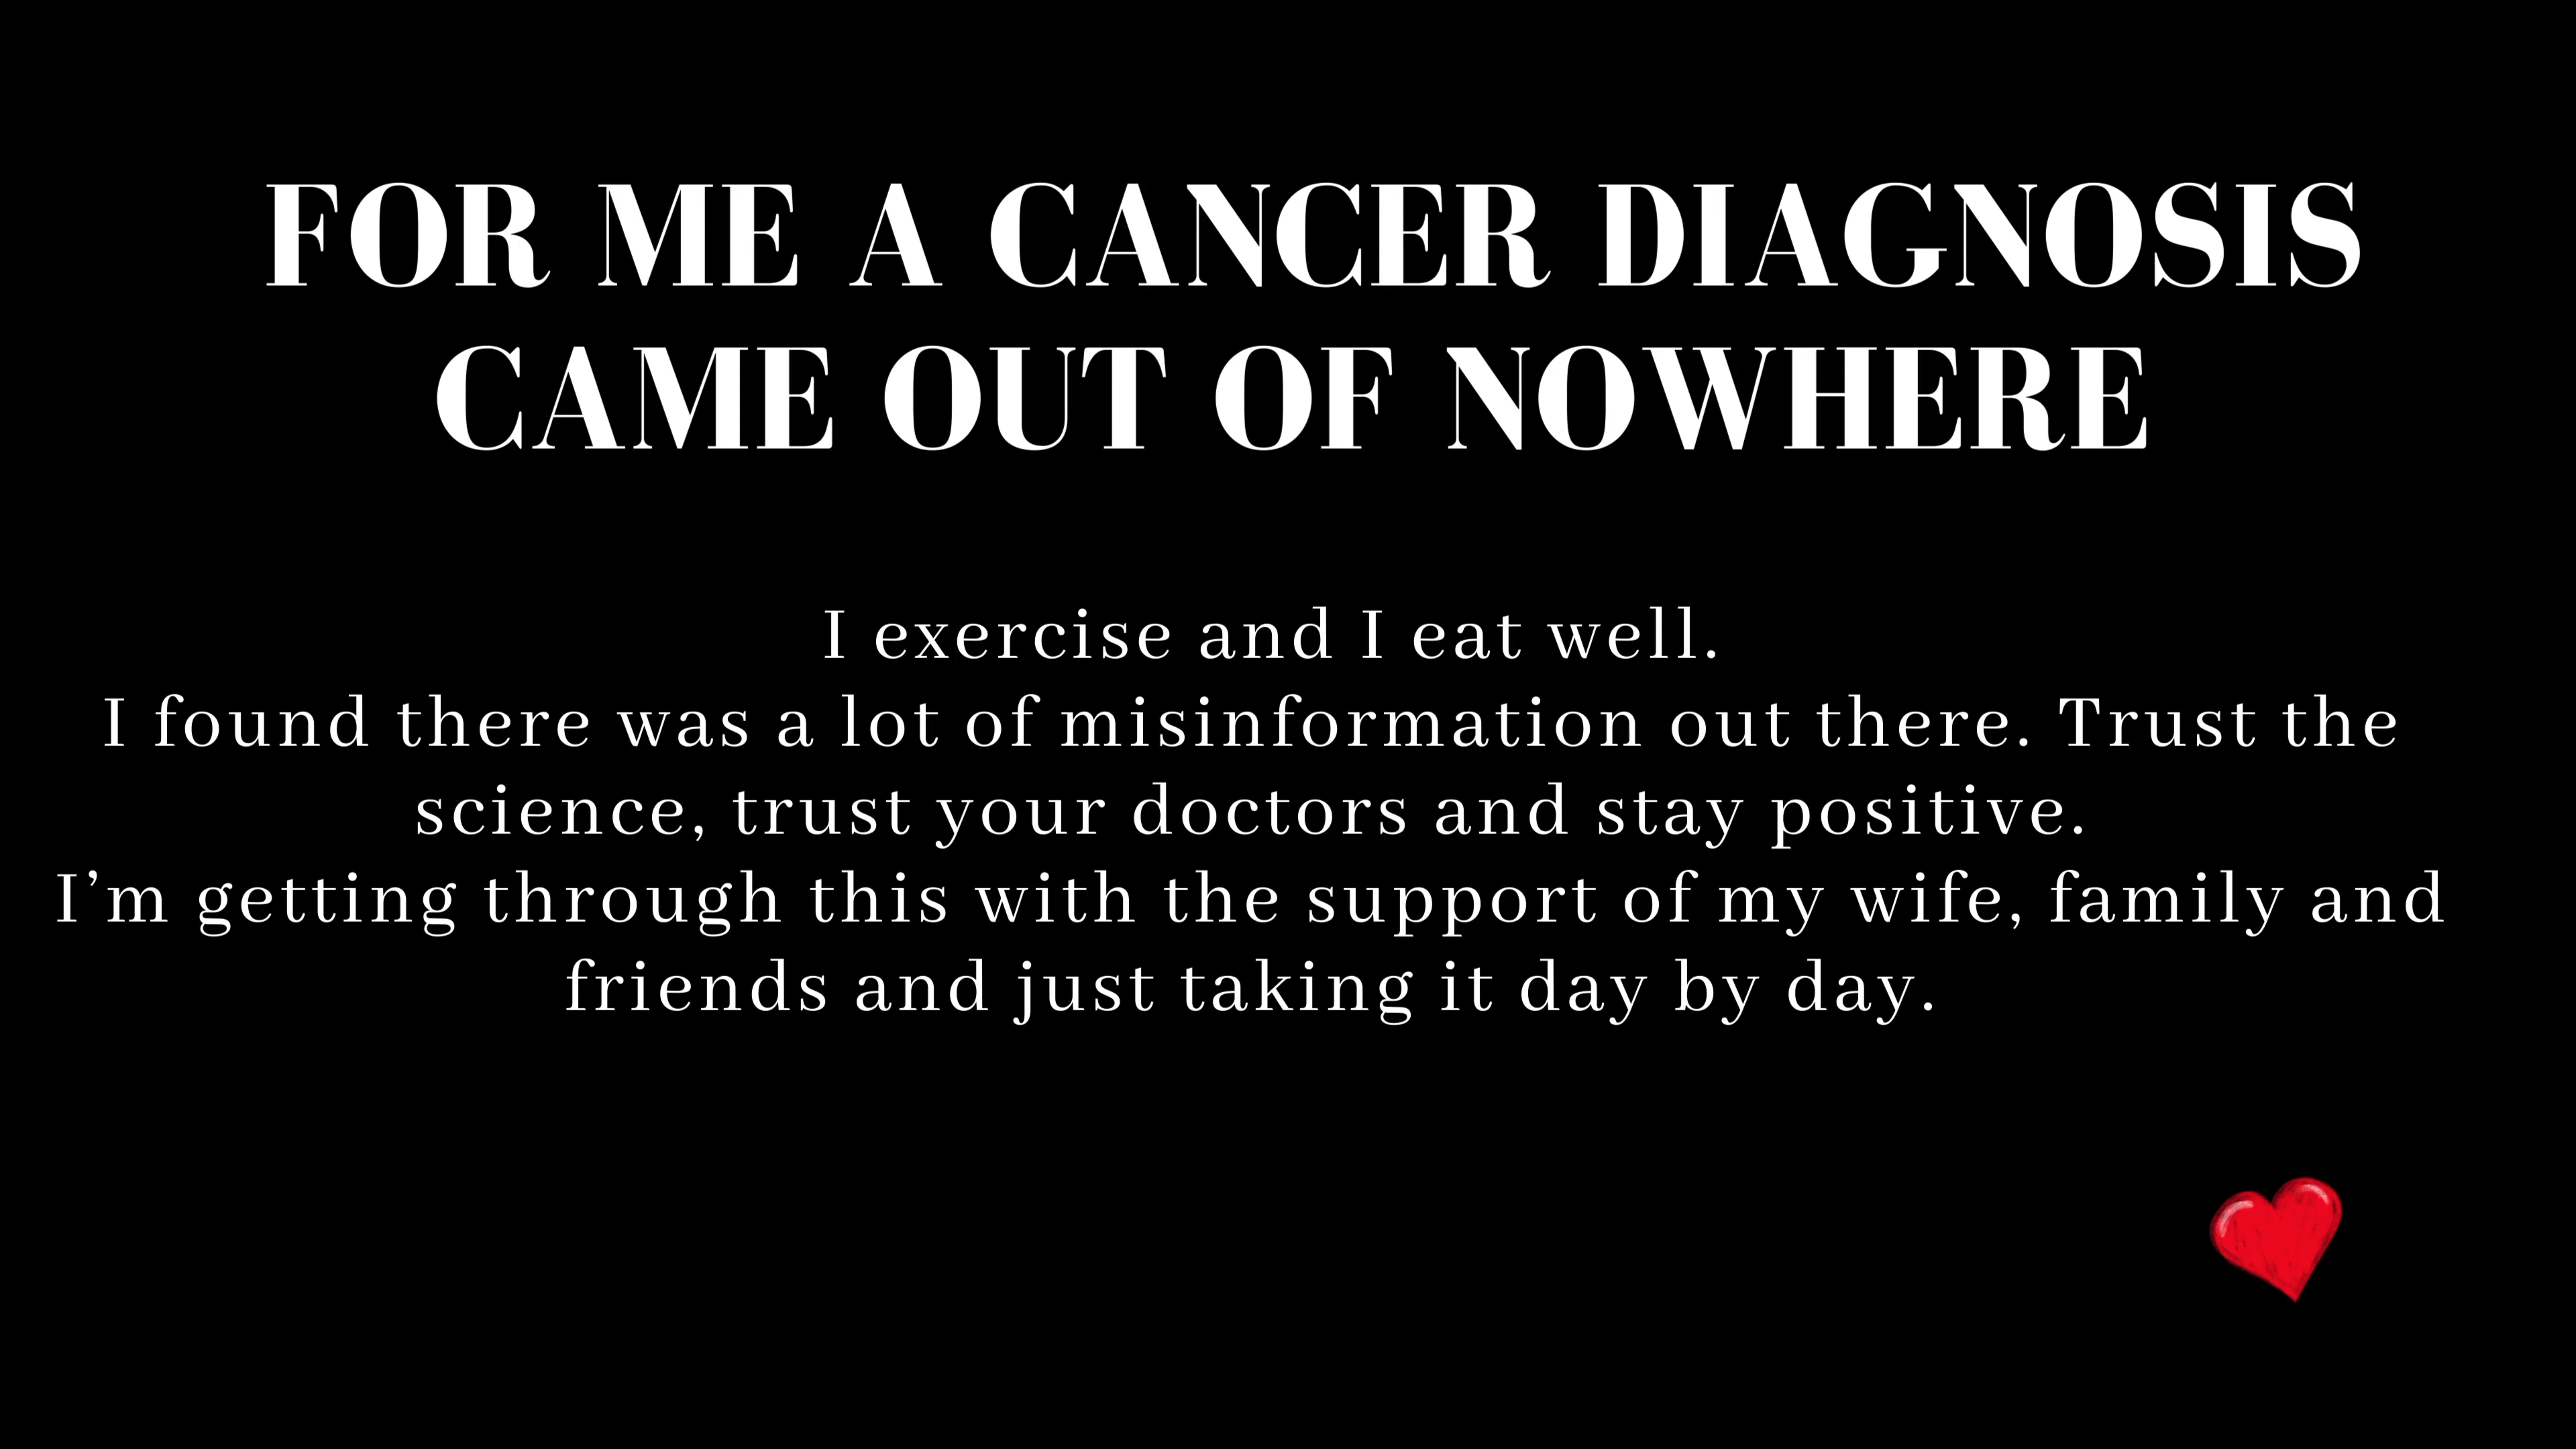 FOR ME A CANCER DIAGNOSIS
CAME OUT OF NOWHERE
I exercise and I eat well.
I found there was a lot of misinformation out there. Trust the
science, trust your doctors and stay positive.
I’m getting through this with the support of my wife, family and
friends and just taking it day by day.